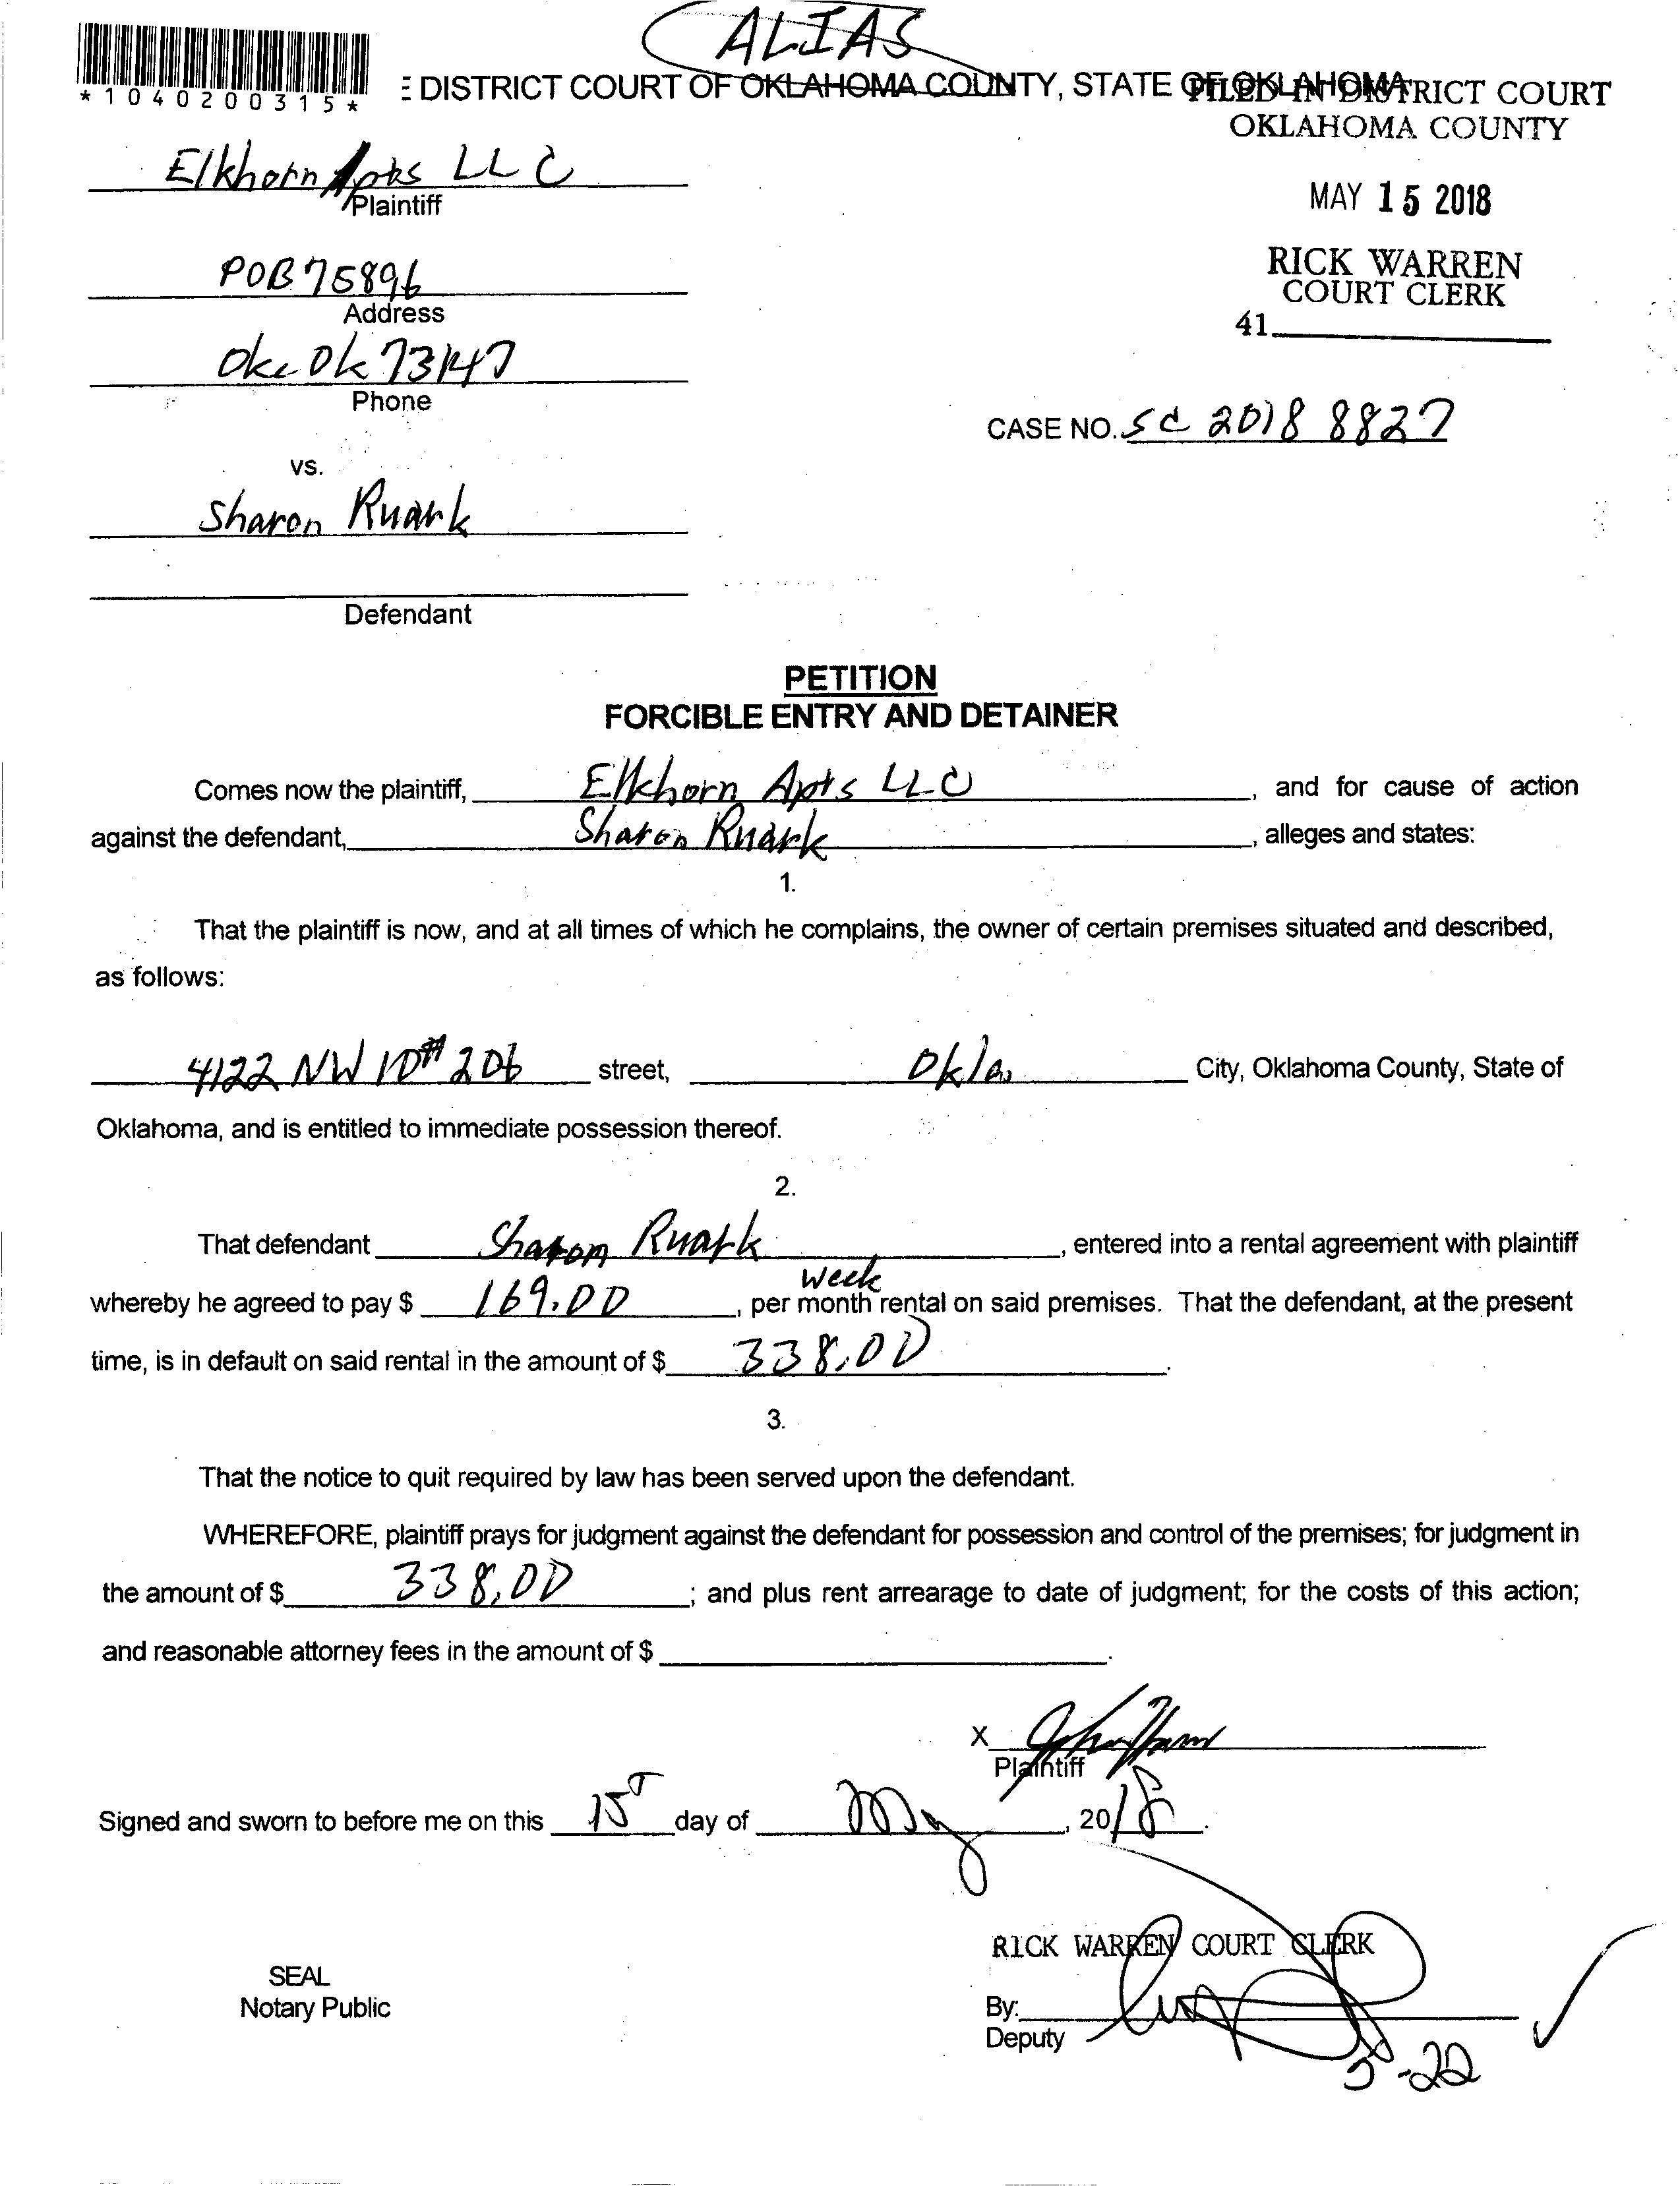 ALIAS
*1040200315*
E DISTRICT COURT OF OKLAHOMA COUNTY, STATE OF OKLAHOMA
FILED IN DISTRICT COURT
OKLAHOMA COUNTY
Elkhorn Apts LLC
Plaintiff
MAY 15 2018
POB 75896
Address
RICK WARREN
COURT CLERK
41
Okc Ok 73147
Phone
CASE NO. SC 2018 8827
vs.
Sharon Ruark
Defendant
PETITION
FORCIBLE ENTRY AND DETAINER
Comes now the plaintiff, Elkhorn Apts LLC, and for cause of action
against the defendant, Sharon Ruark, alleges and states:
1.
That the plaintiff is now, and at all times of which he complains, the owner of certain premises situated and described,
as follows:
4122 NW 10 # 206 street, Okla. City, Oklahoma County, State of
Oklahoma, and is entitled to immediate possession thereof.
2.
That defendant Sharon Ruark, entered into a rental agreement with plaintiff
week
whereby he agreed to pay $ 169.00, per month rental on said premises. That the defendant, at the present
time, is in default on said rental in the amount of $ 338.00.
3.
That the notice to quit required by law has been served upon the defendant.
WHEREFORE, plaintiff prays for judgment against the defendant for possession and control of the premises; for judgment in
the amount of $ 338.00; and plus rent arrearage to date of judgment; for the costs of this action;
and reasonable attorney fees in the amount of $ .
X
Plaintiff
Signed and sworn to before me on this 15 day of May, 2018.
RICK WARREN COURT CLERK
SEAL
Notary Public
By:
Deputy
5-22